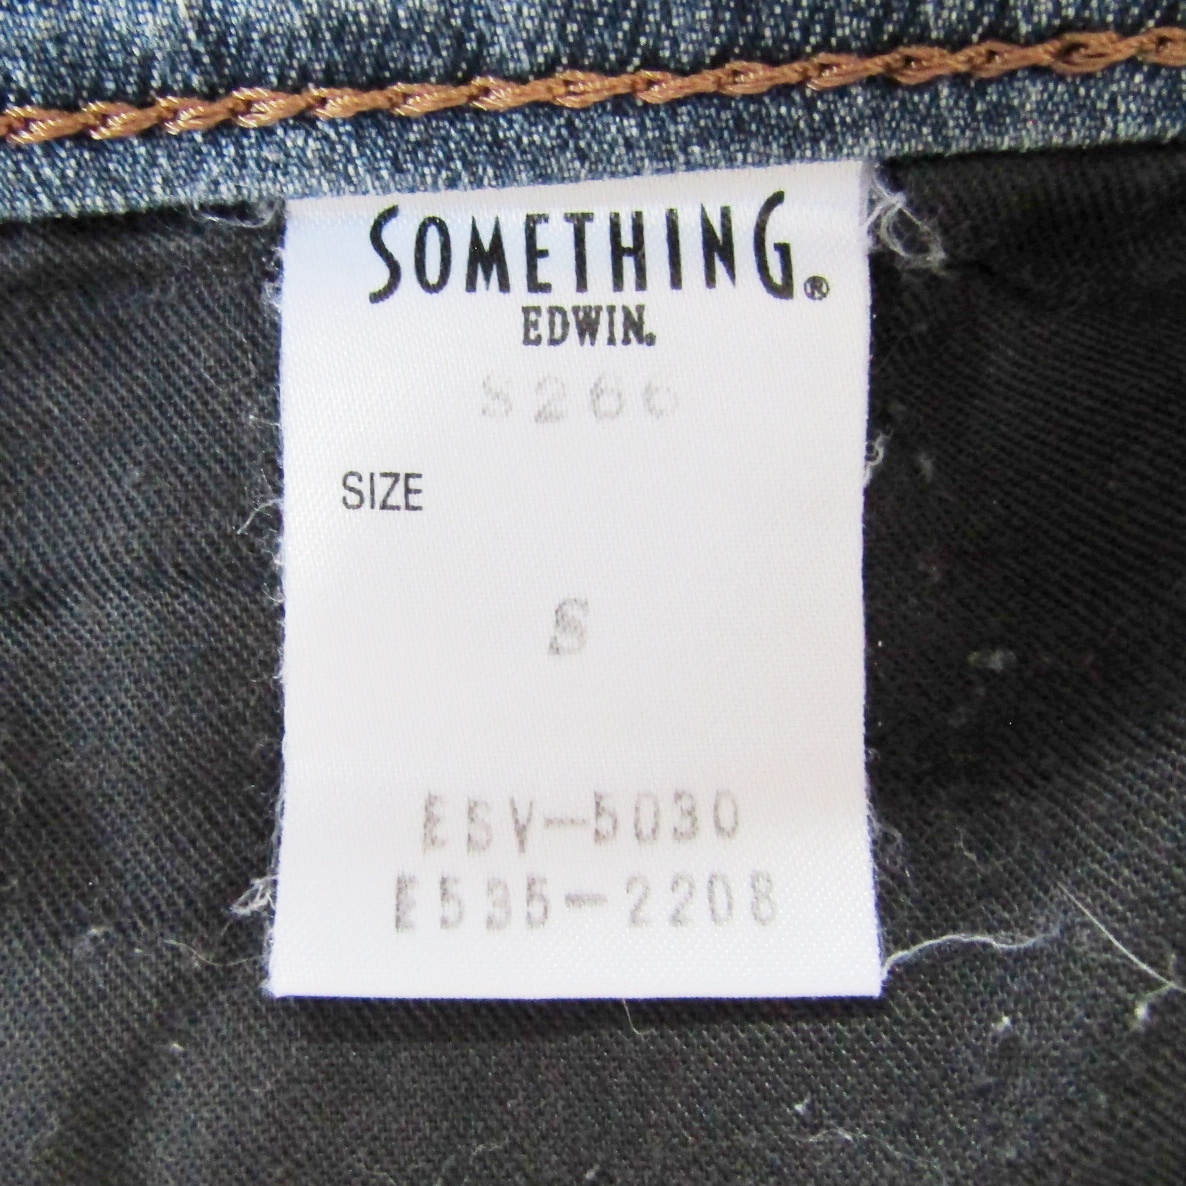 SOMETHING®
EDWIN.
S266
SIZE
S
ESV-5030
E535-2208